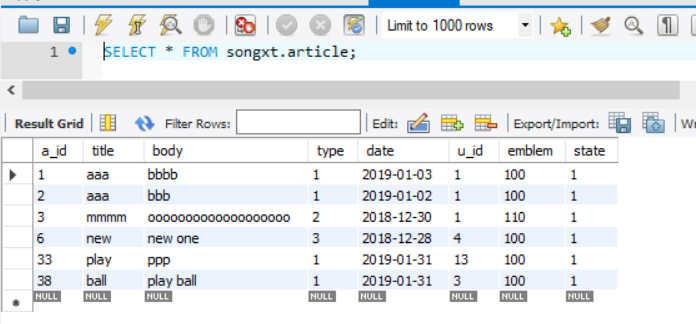 Limit to 1000 rows
1 SELECT * FROM songxt.article;
Result Grid Filter Rows: Edit: Export/Import: Wr
a_id title body type date u_id emblem state
1 aaa bbbb 1 2019-01-03 1 100 1
2 aaa bbb 1 2019-01-02 1 100 1
3 mmmm ooooooooooooooooooo 2 2018-12-30 1 110 1
6 new new one 3 2018-12-28 4 100 1
33 play ppp 1 2019-01-31 13 100 1
38 ball play ball 1 2019-01-31 3 100 1
NULL NULL NULL NULL NULL NULL NULL NULL